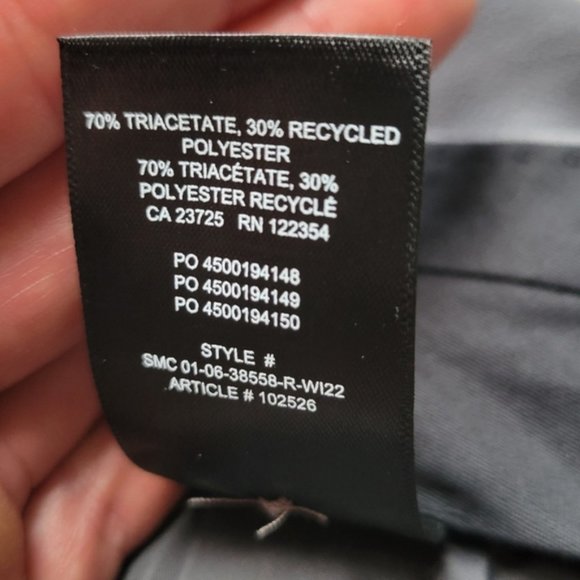 70% TRIACETATE, 30% RECYCLED
POLYESTER
70% TRIACÉTATE, 30%
POLYESTER RECYCLÉ
CA 23725 RN 122354
PO 4500194148
PO 4500194149
PO 4500194150
STYLE #
SMC 01-06-38558-R-WI22
ARTICLE # 102526